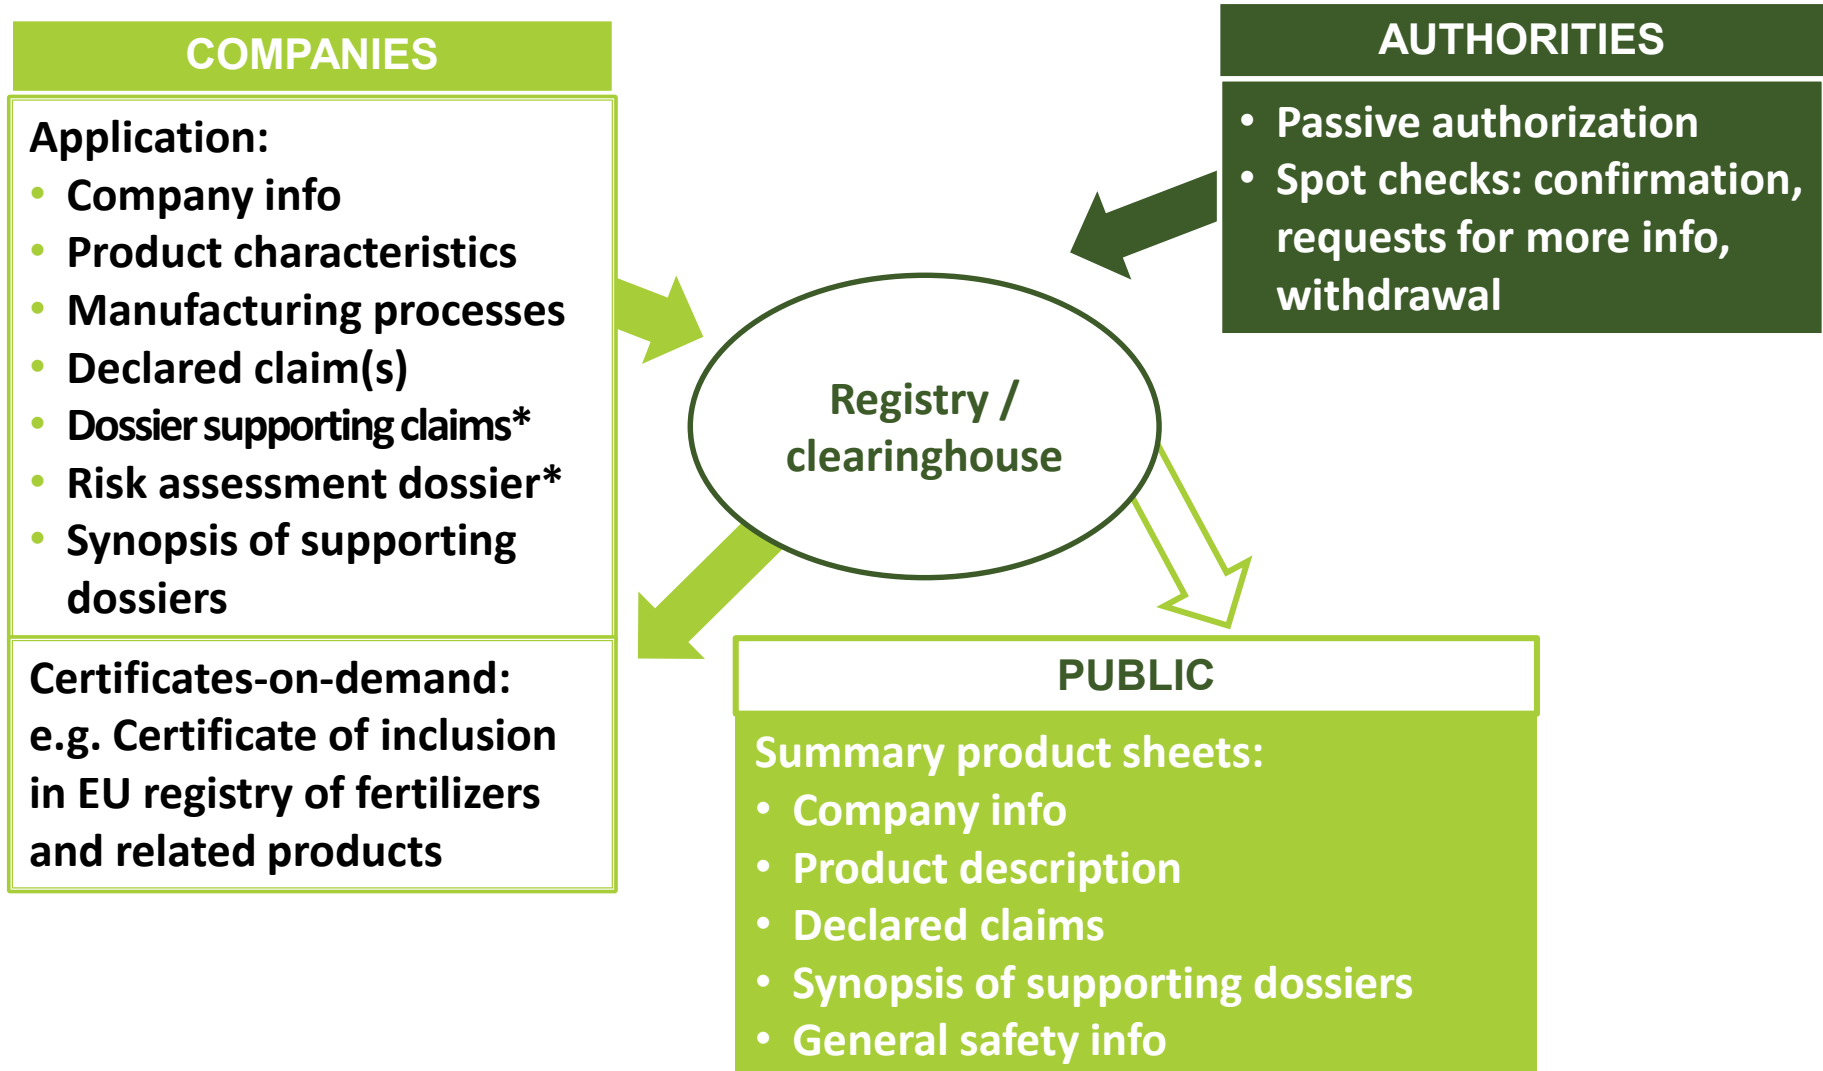 COMPANIES
Application:
• Company info
• Product characteristics
• Manufacturing processes
• Declared claim(s)
• Dossier supporting claims*
• Risk assessment dossier*
• Synopsis of supporting
dossiers
Certificates-on-demand:
e.g. Certificate of inclusion
in EU registry of fertilizers
and related products
AUTHORITIES
• Passive authorization
• Spot checks: confirmation,
requests for more info,
withdrawal
Registry /
clearinghouse
PUBLIC
Summary product sheets:
• Company info
• Product description
• Declared claims
• Synopsis of supporting dossiers
• General safety info